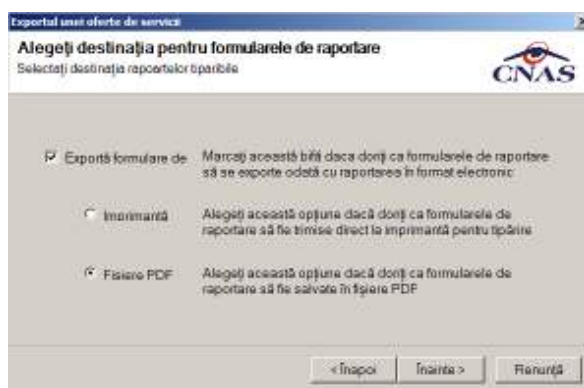 Exportul unei oferte de servicii
Alegeți destinația pentru formularele de raportare
Selectați destinația rapoartelor tiparibile
CNAS
Exportă formulare de
Marcați această bifă daca doriți ca formularele de raportare
să se exporte odată cu raportarea în format electronic
Imprimantă
Alegeți această opțiune dacă doriți ca formularele de
raportare să fie trimise direct la imprimantă pentru tipărire
Fisiere PDF
Alegeți această opțiune dacă doriți ca formularele de
raportare să fie salvate în fișiere PDF
< Înapoi
Înainte >
Renunță